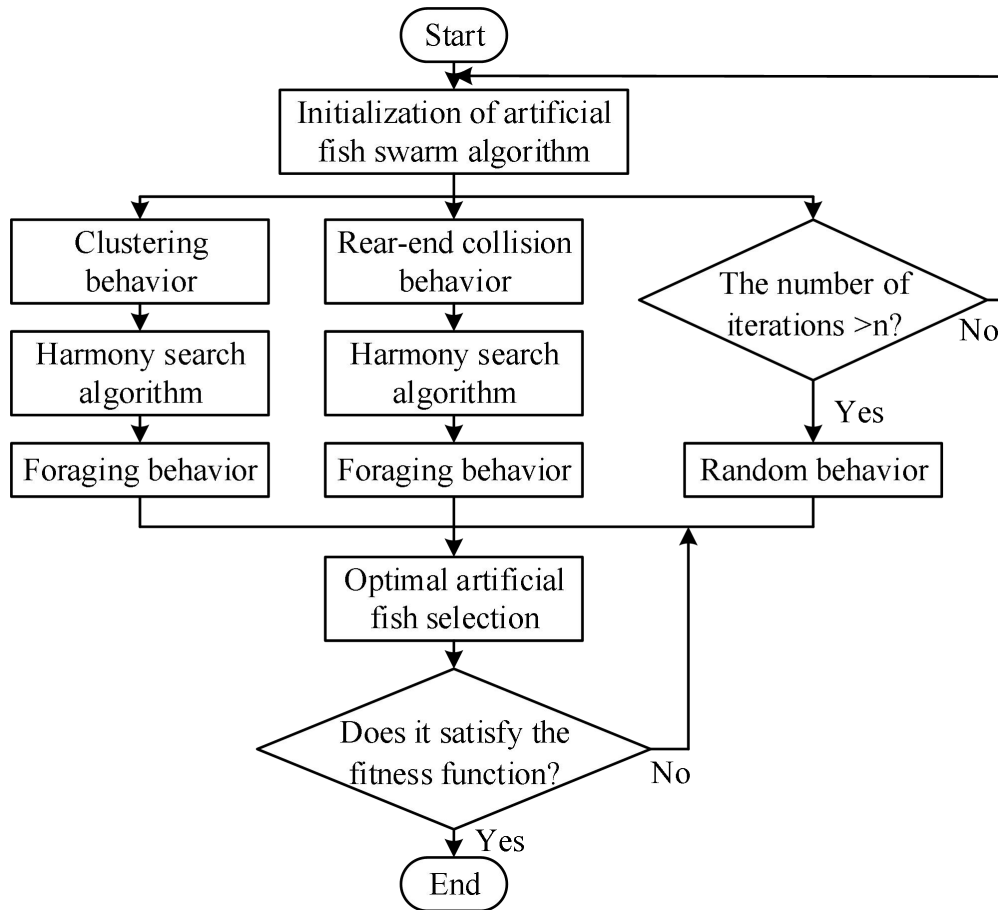 Start
Initialization of artificial
fish swarm algorithm
Clustering
behavior
Rear-end collision
behavior
The number of
iterations >n?
No
Harmony search
algorithm
Harmony search
algorithm
Yes
Foraging behavior
Foraging behavior
Random behavior
Optimal artificial
fish selection
Does it satisfy the
fitness function?
No
Yes
End